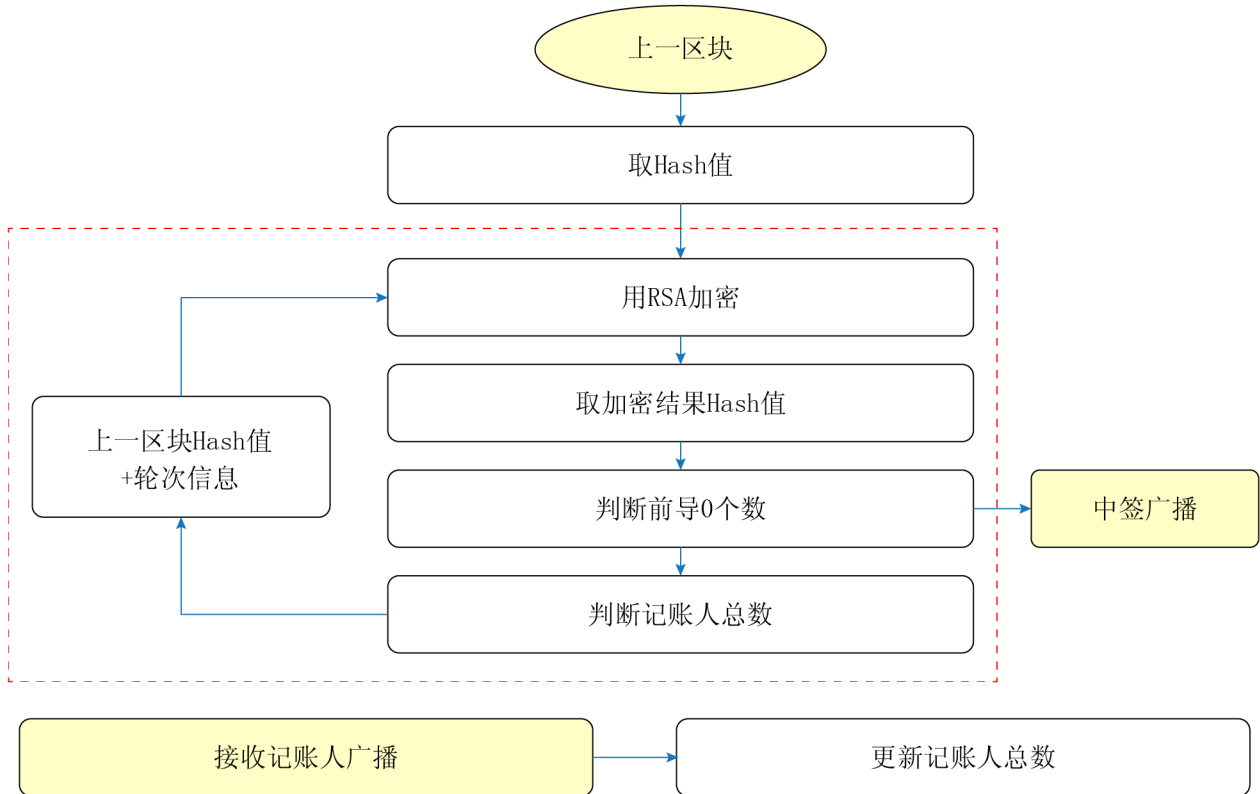 上一区块
取Hash值
用RSA加密
取加密结果Hash值
上一区块Hash值
+轮次信息
判断前导0个数
中签广播
判断记账人总数
接收记账人广播
更新记账人总数